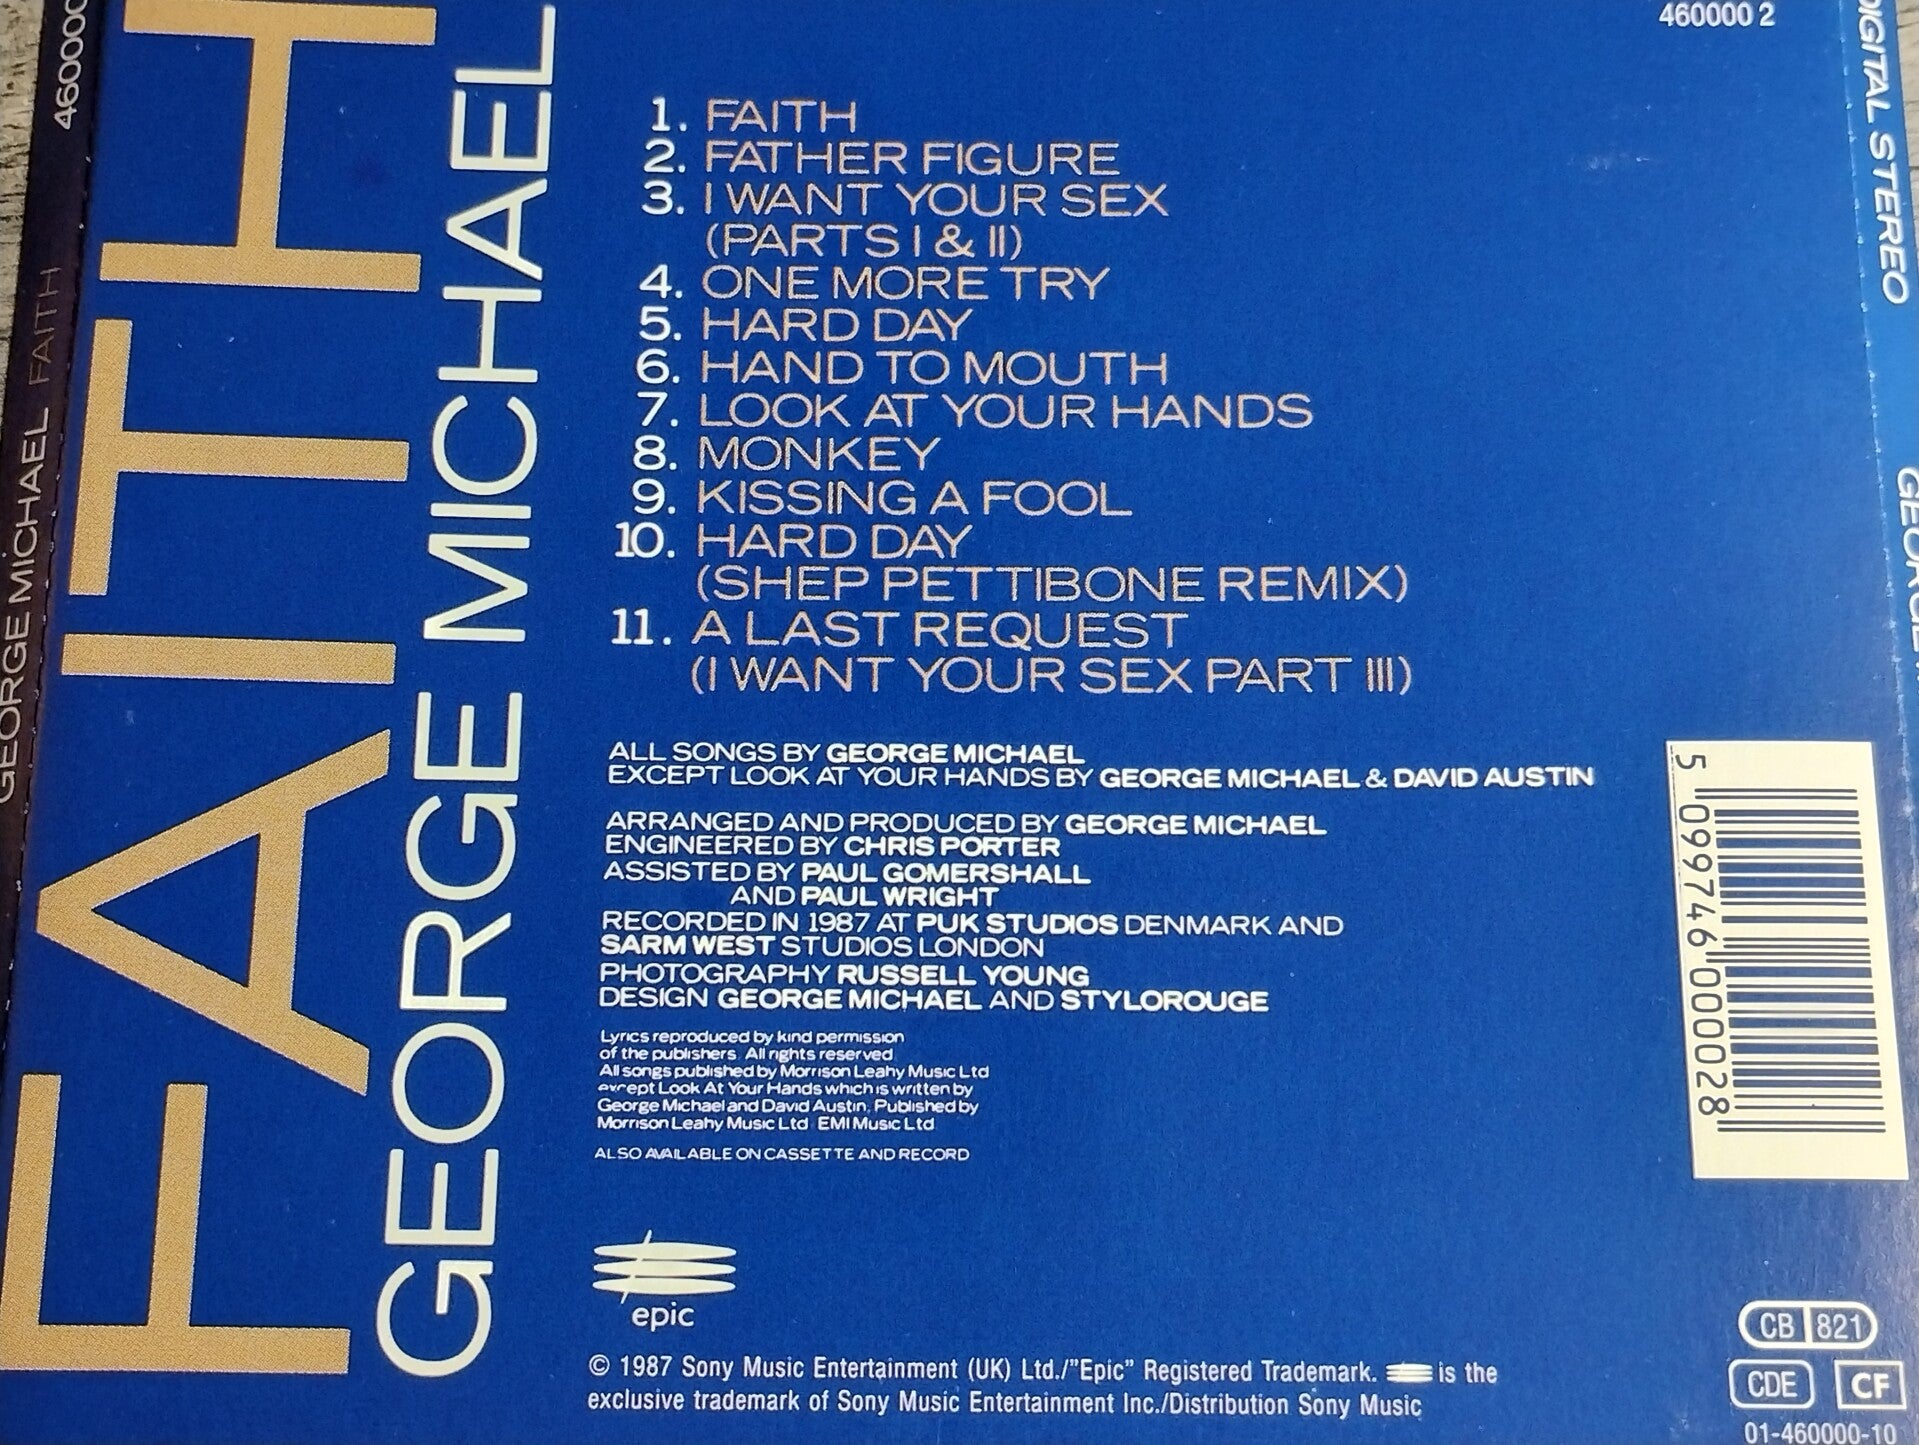 46000
GEORGE MICHAEL FAITH
FAITH
GEORGE MICHAEL
460000 2
DIGITAL STEREO
1. FAITH
2. FATHER FIGURE
3. I WANT YOUR SEX
(PARTS I & II)
4. ONE MORE TRY
5. HARD DAY
6. HAND TO MOUTH
7. LOOK AT YOUR HANDS
8. MONKEY
9. KISSING A FOOL
10. HARD DAY
(SHEP PETTIBONE REMIX)
11. A LAST REQUEST
(I WANT YOUR SEX PART III)
ALL SONGS BY GEORGE MICHAEL
EXCEPT LOOK AT YOUR HANDS BY GEORGE MICHAEL & DAVID AUSTIN
ARRANGED AND PRODUCED BY GEORGE MICHAEL
ENGINEERED BY CHRIS PORTER
ASSISTED BY PAUL GOMERSHALL
AND PAUL WRIGHT
RECORDED IN 1987 AT PUK STUDIOS DENMARK AND
SARM WEST STUDIOS LONDON
PHOTOGRAPHY RUSSELL YOUNG
DESIGN GEORGE MICHAEL AND STYLOROUGE
Lyrics reproduced by kind permission
of the publishers. All rights reserved
All songs published by Morrison Leahy Music Ltd
except Look At Your Hands which is written by
George Michael and David Austin, Published by
Morrison Leahy Music Ltd EMI Music Ltd
ALSO AVAILABLE ON CASSETTE AND RECORD
5 099746 000028
epic
© 1987 Sony Music Entertainment (UK) Ltd./"Epic" Registered Trademark. is the
exclusive trademark of Sony Music Entertainment Inc./Distribution Sony Music
CB 821
CDE CF
01-460000-10